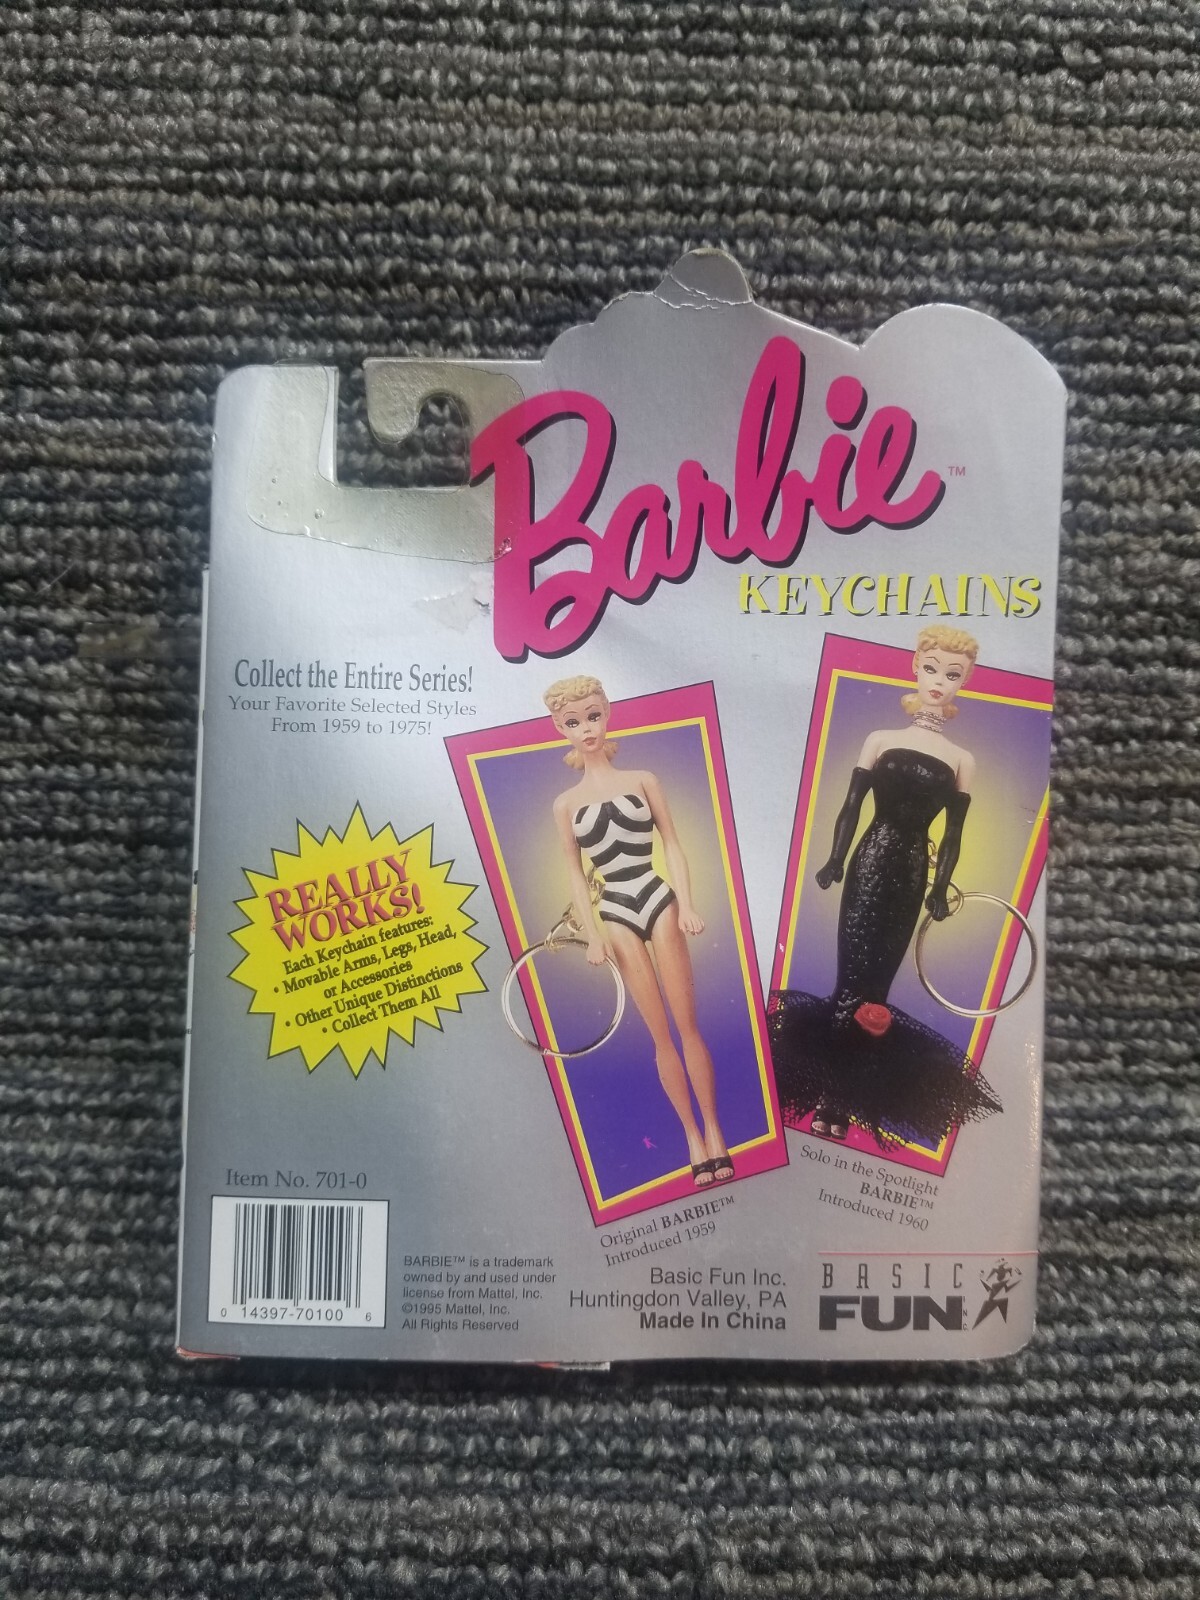 Barbie™
KEYCHAINS
Collect the Entire Series!
Your Favorite Selected Styles
From 1959 to 1975!
REALLY
WORKS!
Each Keychain features:
• Movable Arms, Legs, Head,
or Accessories
• Other Unique Distinctions
• Collect Them All
Original BARBIE™
Introduced 1959
Solo in the Spotlight
BARBIE™
Introduced 1960
Item No. 701-0
0 14397-70100 6
BARBIE™ is a trademark
owned by and used under
license from Mattel, Inc.
©1995 Mattel, Inc.
All Rights Reserved
Basic Fun Inc.
Huntingdon Valley, PA
Made In China
BASIC
FUN INC.